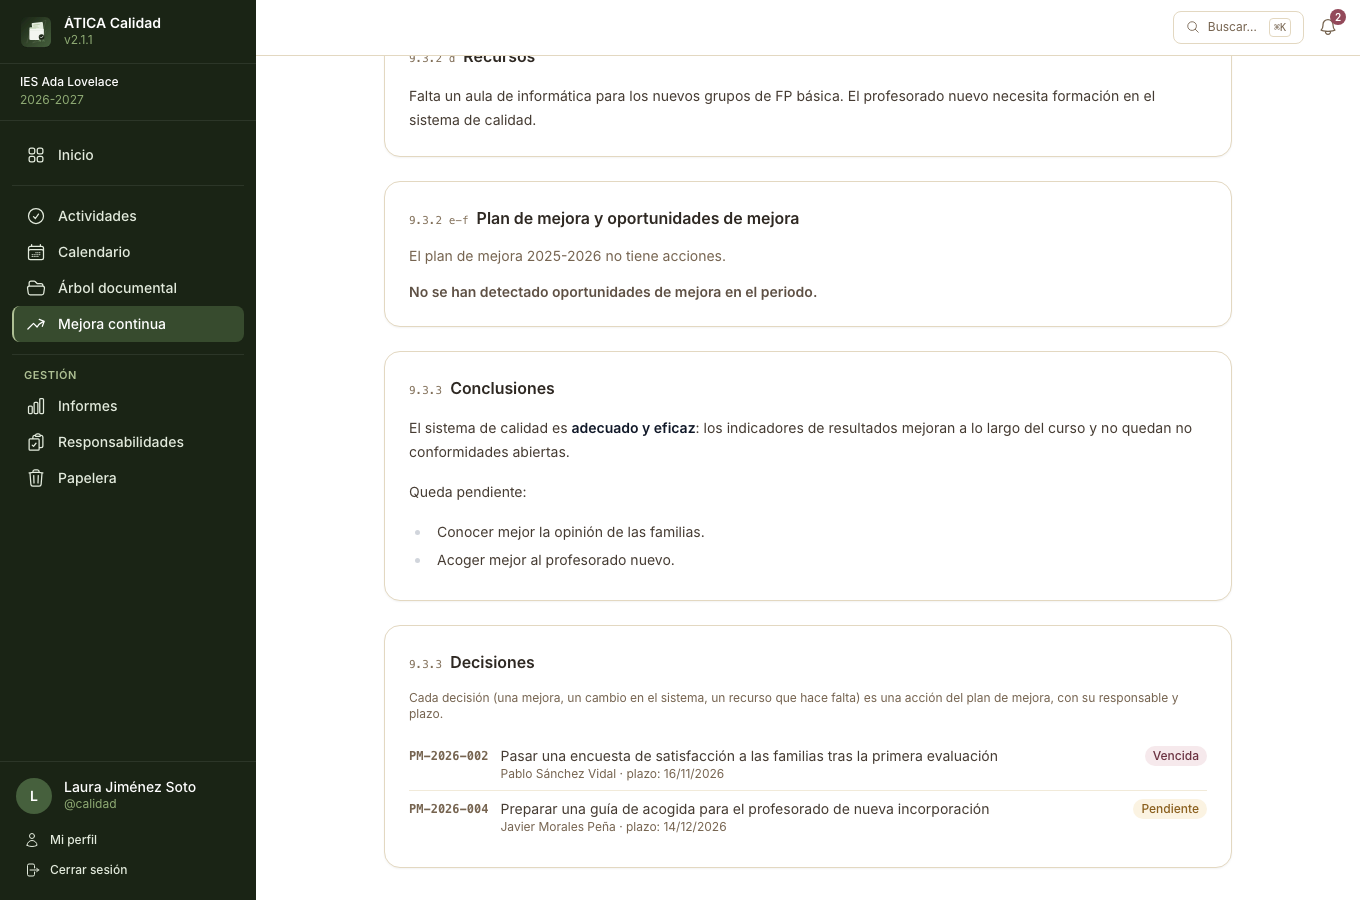 ÁTICA Calidad
v2.1.1
IES Ada Lovelace
2026-2027
Inicio
Actividades
Calendario
Árbol documental
Mejora continua
GESTIÓN
Informes
Responsabilidades
Papelera
L
Laura Jiménez Soto
@calidad
Mi perfil
Cerrar sesión
Buscar...
⌘K
2
9.3.2 d Recursos
Falta un aula de informática para los nuevos grupos de FP básica. El profesorado nuevo necesita formación en el
sistema de calidad.
9.3.2 e–f Plan de mejora y oportunidades de mejora
El plan de mejora 2025-2026 no tiene acciones.
No se han detectado oportunidades de mejora en el periodo.
9.3.3 Conclusiones
El sistema de calidad es adecuado y eficaz: los indicadores de resultados mejoran a lo largo del curso y no quedan no
conformidades abiertas.
Queda pendiente:
Conocer mejor la opinión de las familias.
Acoger mejor al profesorado nuevo.
9.3.3 Decisiones
Cada decisión (una mejora, un cambio en el sistema, un recurso que hace falta) es una acción del plan de mejora, con su responsable y
plazo.
PM-2026-002 Pasar una encuesta de satisfacción a las familias tras la primera evaluación Vencida
Pablo Sánchez Vidal · plazo: 16/11/2026
PM-2026-004 Preparar una guía de acogida para el profesorado de nueva incorporación Pendiente
Javier Morales Peña · plazo: 14/12/2026